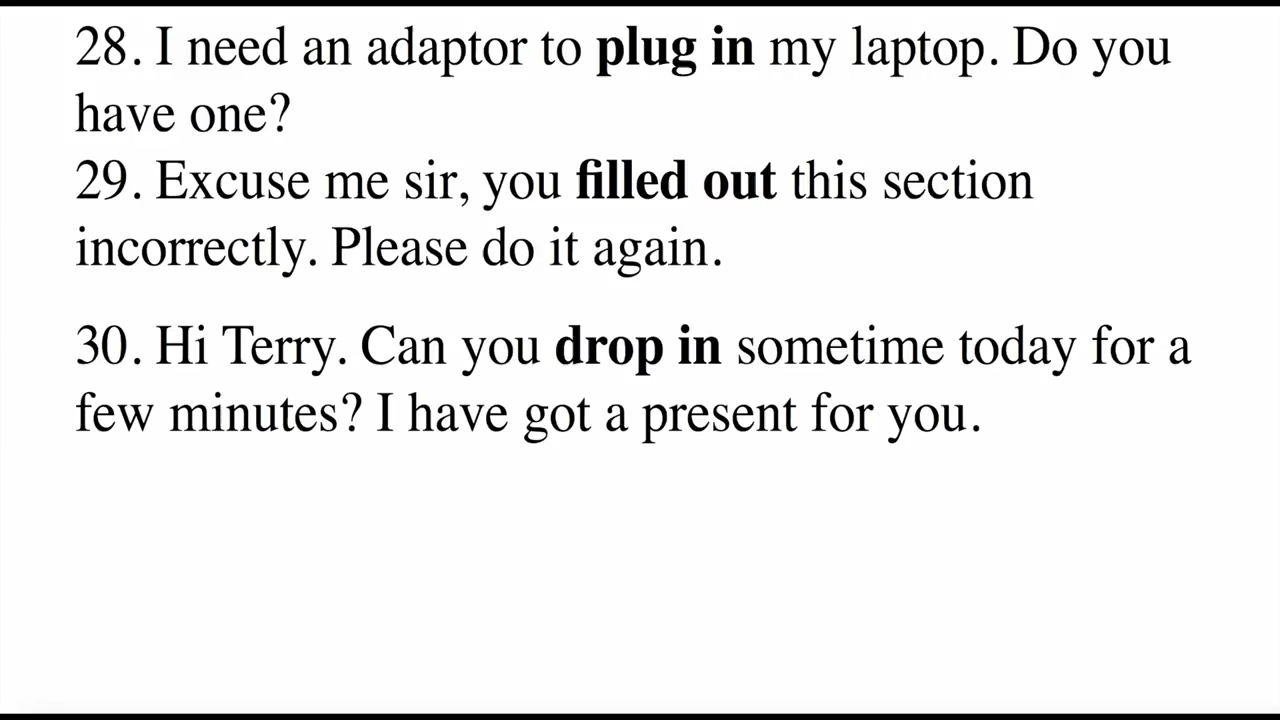 28. I need an adaptor to plug in my laptop. Do you
have one?
29. Excuse me sir, you filled out this section
incorrectly. Please do it again.
30. Hi Terry. Can you drop in sometime today for a
few minutes? I have got a present for you.